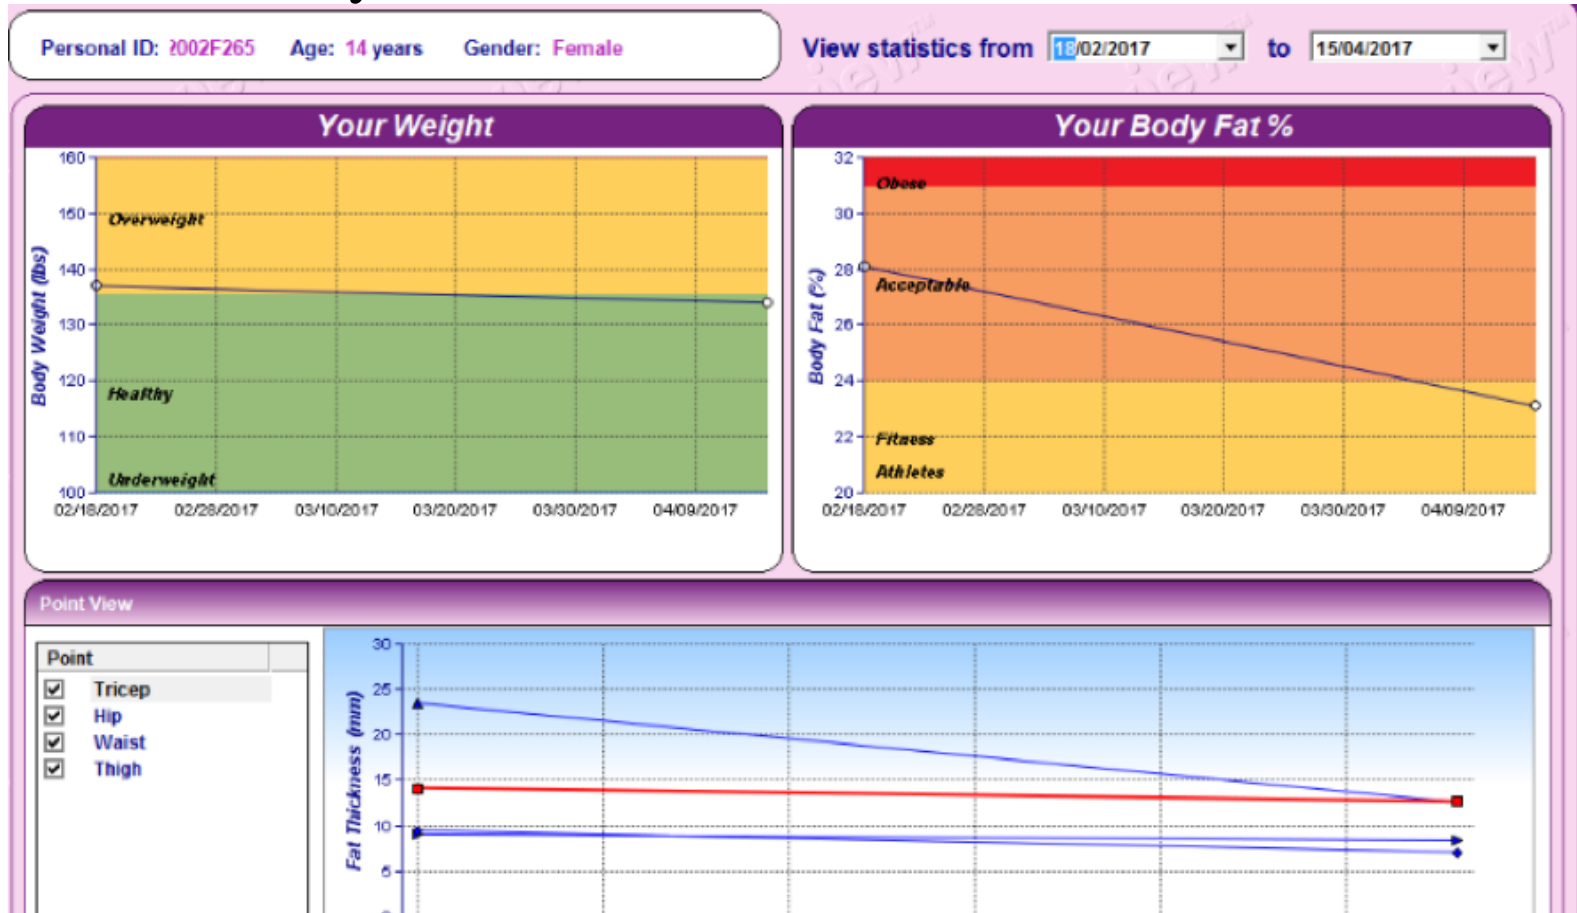 Personal ID: 2002F265 Age: 14 years Gender: Female
View statistics from 18/02/2017 to 15/04/2017
Your Weight
160
150
140
130
120
110
100
Body Weight (lbs)
Overweight
Healthy
Underweight
02/18/2017 02/28/2017 03/10/2017 03/20/2017 03/30/2017 04/09/2017
Your Body Fat %
32
30
28
26
24
22
20
Body Fat (%)
Obese
Acceptable
Fitness
Athletes
02/18/2017 02/28/2017 03/10/2017 03/20/2017 03/30/2017 04/09/2017
Point View
Point
Tricep
Hip
Waist
Thigh
30
25
20
15
10
5
Fat Thickness (mm)